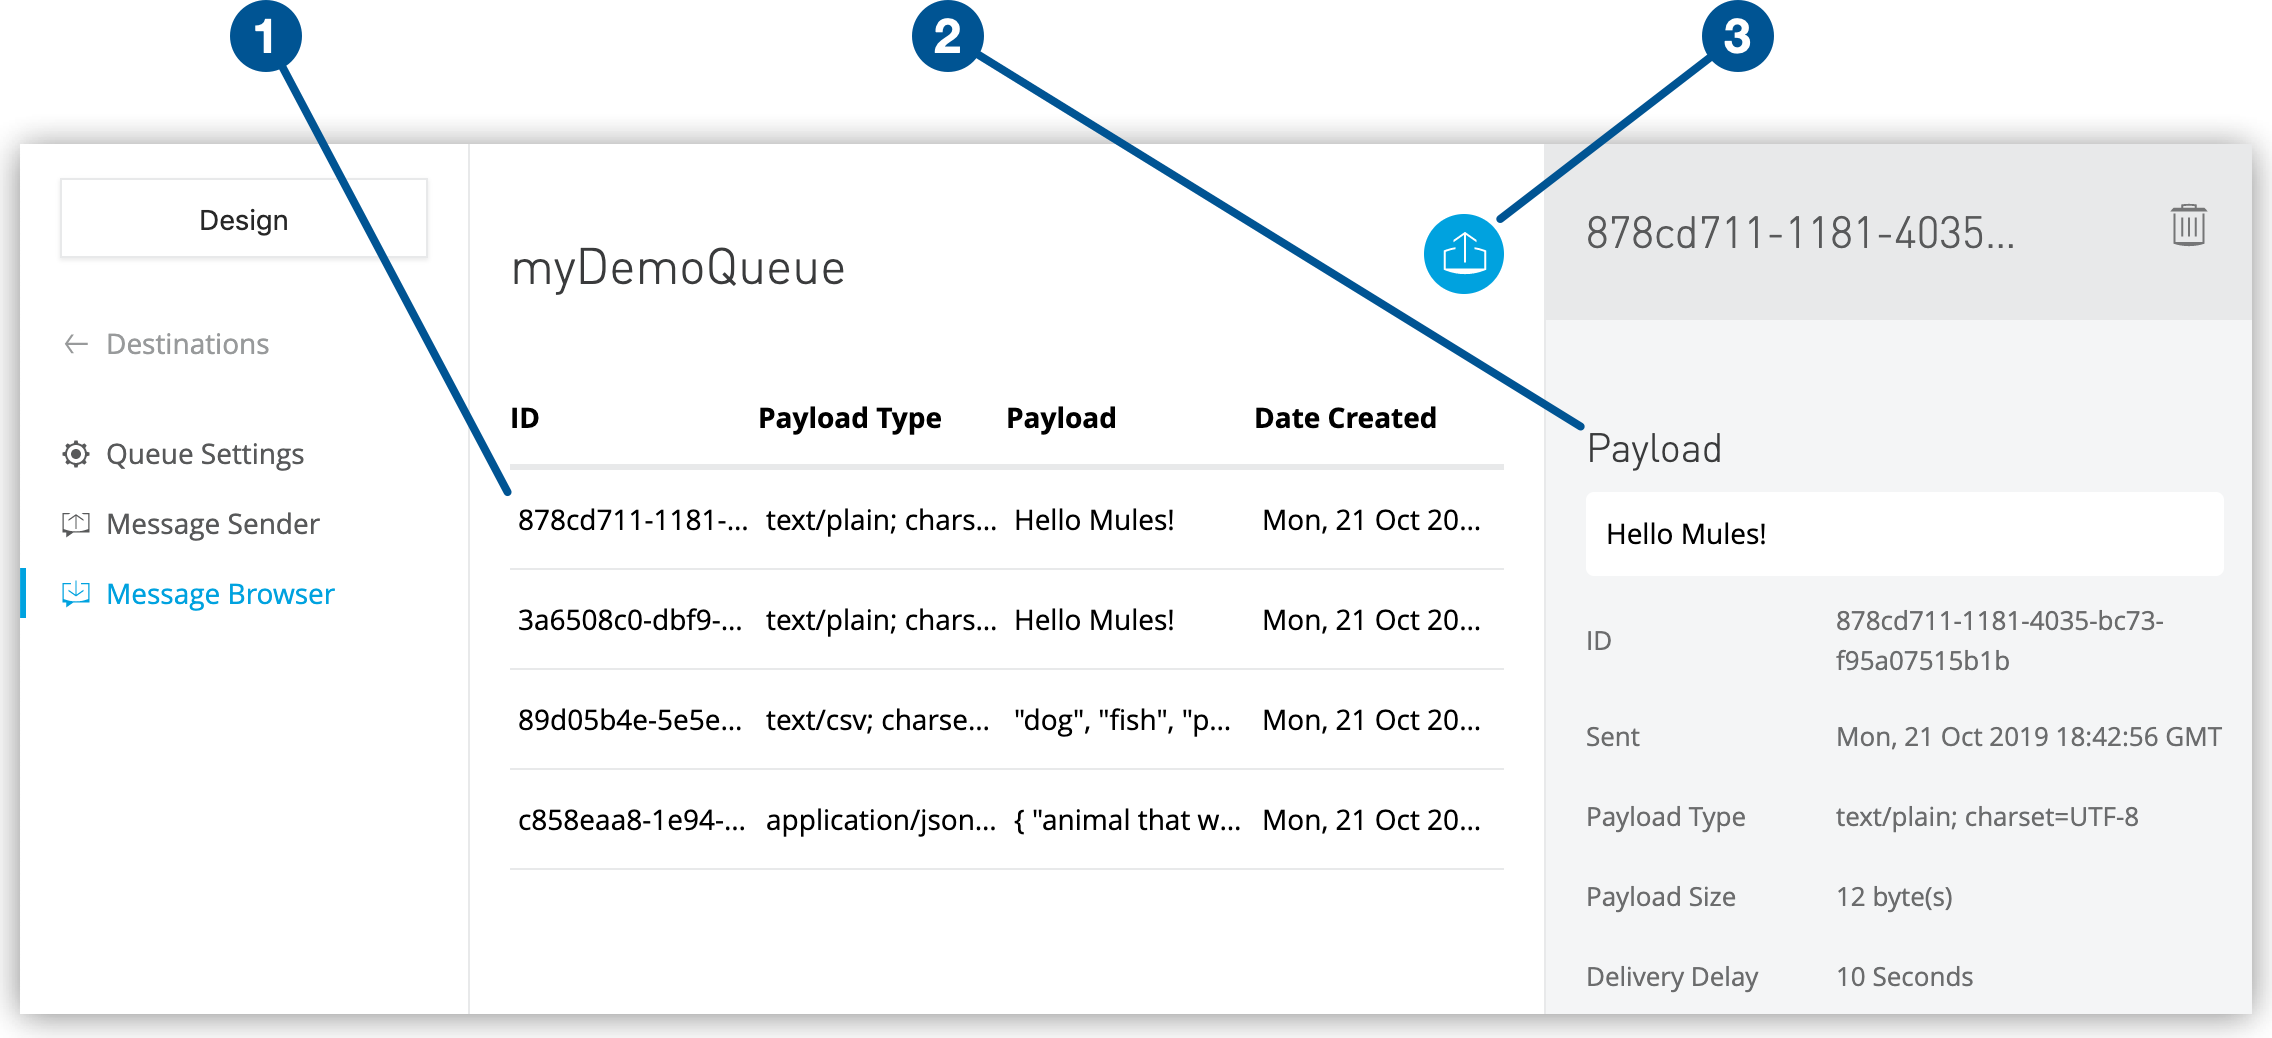 1
2
3
Design
Destinations
Queue Settings
Message Sender
Message Browser
myDemoQueue
ID Payload Type Payload Date Created
878cd711-1181-... text/plain; chars... Hello Mules! Mon, 21 Oct 20...
3a6508c0-dbf9-... text/plain; chars... Hello Mules! Mon, 21 Oct 20...
89d05b4e-5e5e... text/csv; charse... "dog", "fish", "p... Mon, 21 Oct 20...
c858eaa8-1e94-... application/json... { "animal that w... Mon, 21 Oct 20...
878cd711-1181-4035...
Payload
Hello Mules!
ID 878cd711-1181-4035-bc73-
f95a07515b1b
Sent Mon, 21 Oct 2019 18:42:56 GMT
Payload Type text/plain; charset=UTF-8
Payload Size 12 byte(s)
Delivery Delay 10 Seconds